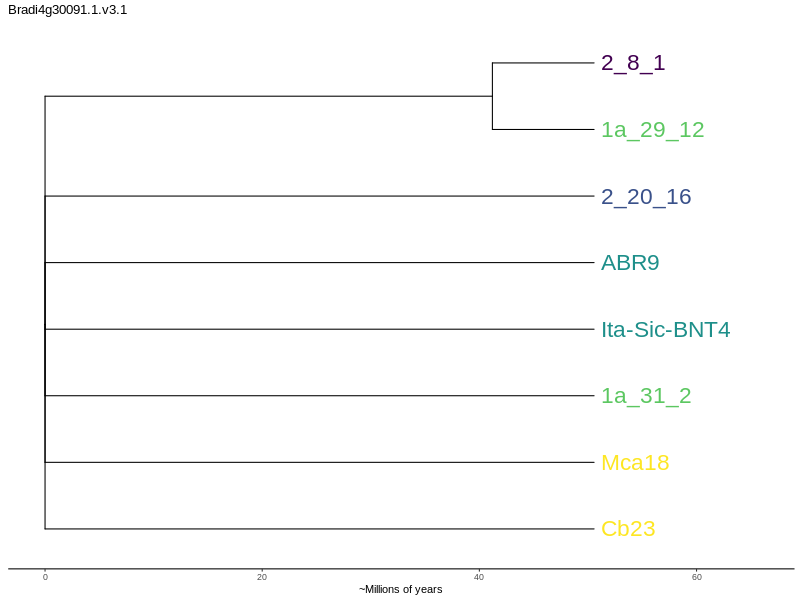 Bradi4g30091.1.v3.1
2_8_1
1a_29_12
2_20_16
ABR9
Ita-Sic-BNT4
1a_31_2
Mca18
Cb23
0 20 40 60
~Millions of years